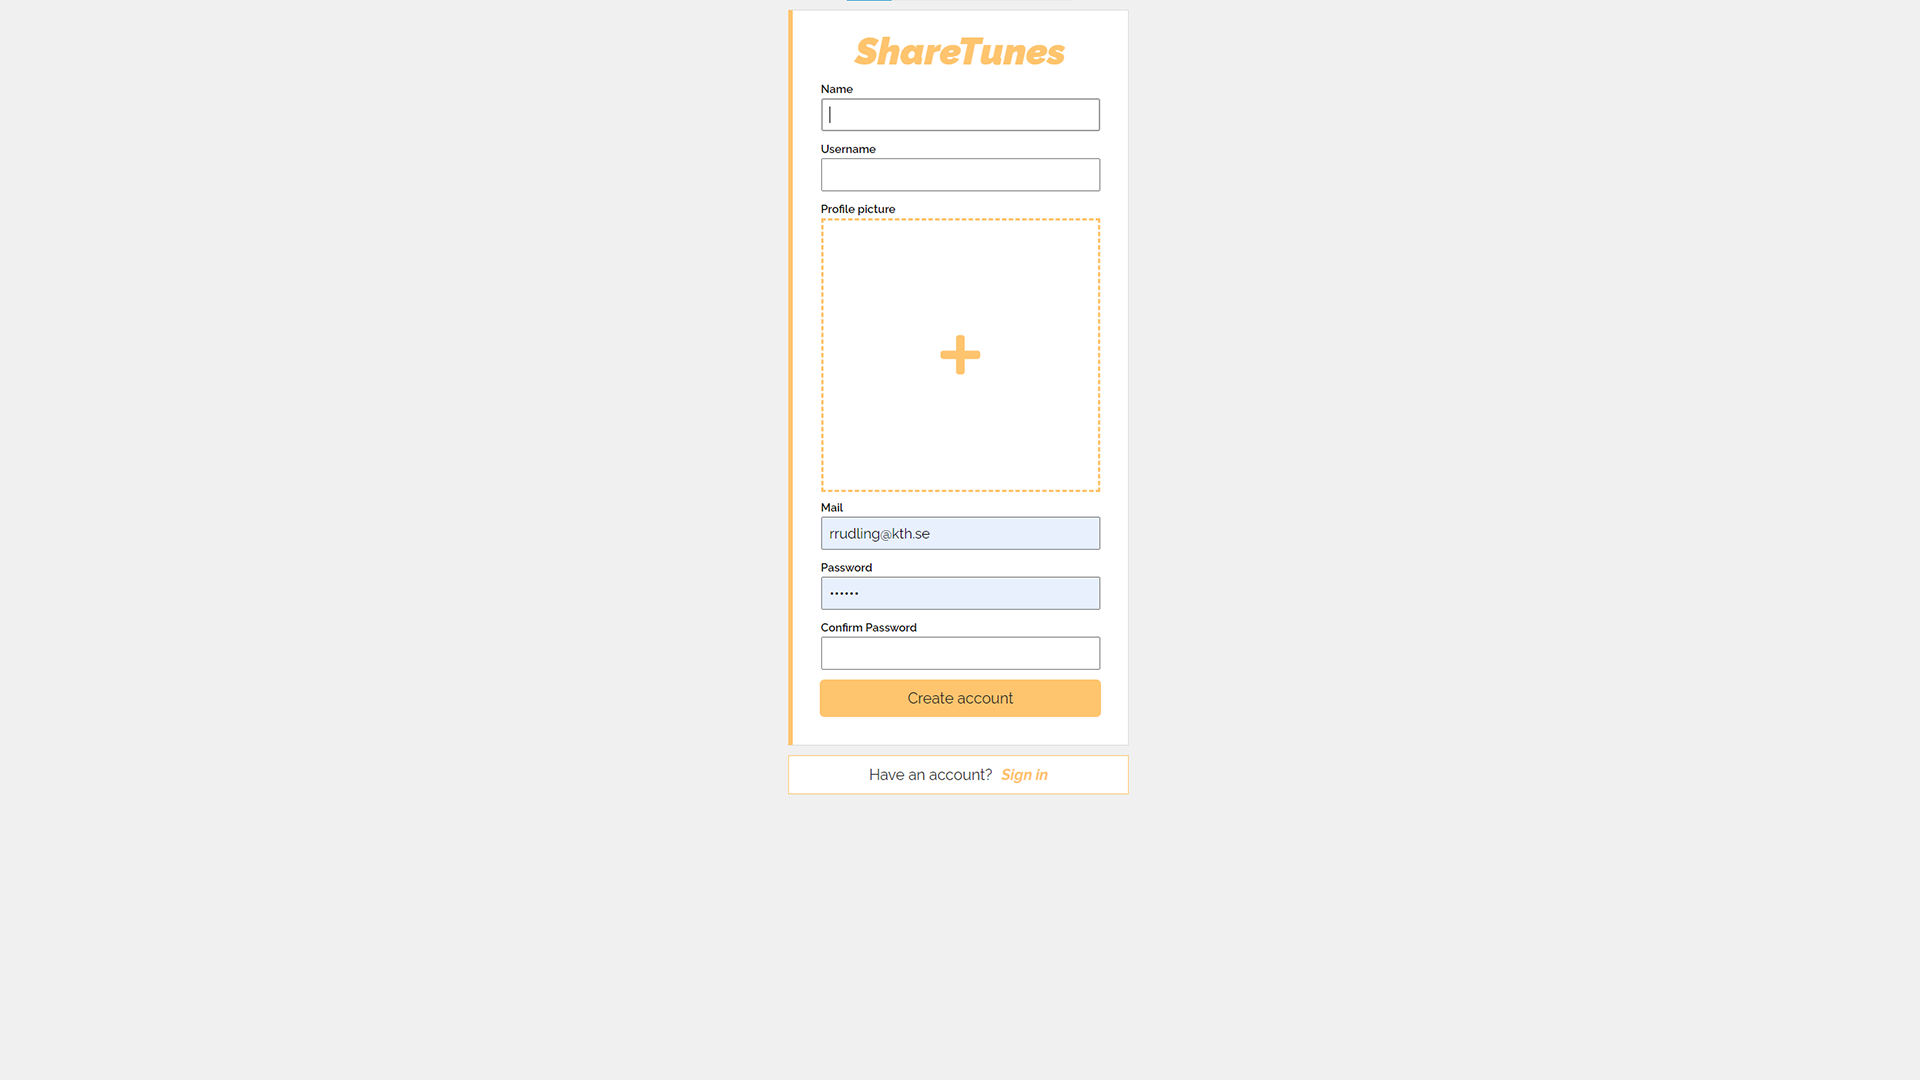 ShareTunes
Name
Username
Profile picture
Mail
rrudling@kth.se
Password
••••••
Confirm Password
Create account
Have an account? Sign in